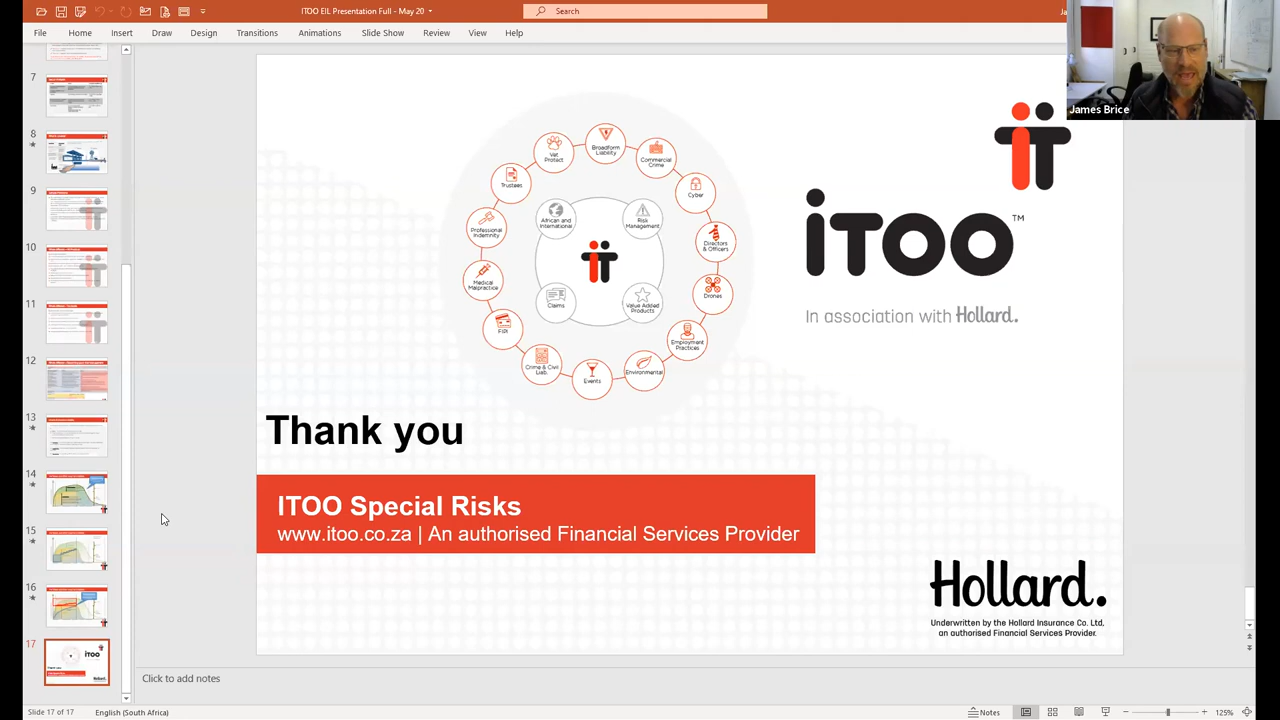 ITOO EIL Presentation Full - May 20
Search
Ja
File
Home
Insert
Draw
Design
Transitions
Animations
Slide Show
Review
View
Help
James Brice
7
8
9
10
11
12
13
14
15
16
17
Broadform
Liability
Commercial
Crime
Cyber
Directors
& Officers
Drones
Employment
Practices
Environmental
Events
Crime & Civil
Liab.
FIPI
Medical
Malpractice
Professional
Indemnity
Trustees
Vet
Protect
African and
International
Risk
Management
Claims
Value Added
Products
iT
iT
iTOO™
In association with Hollard.
Thank you
ITOO Special Risks
www.itoo.co.za | An authorised Financial Services Provider
Hollard.
Underwritten by the Hollard Insurance Co. Ltd,
an authorised Financial Services Provider.
Click to add notes
Slide 17 of 17
English (South Africa)
Notes
125%